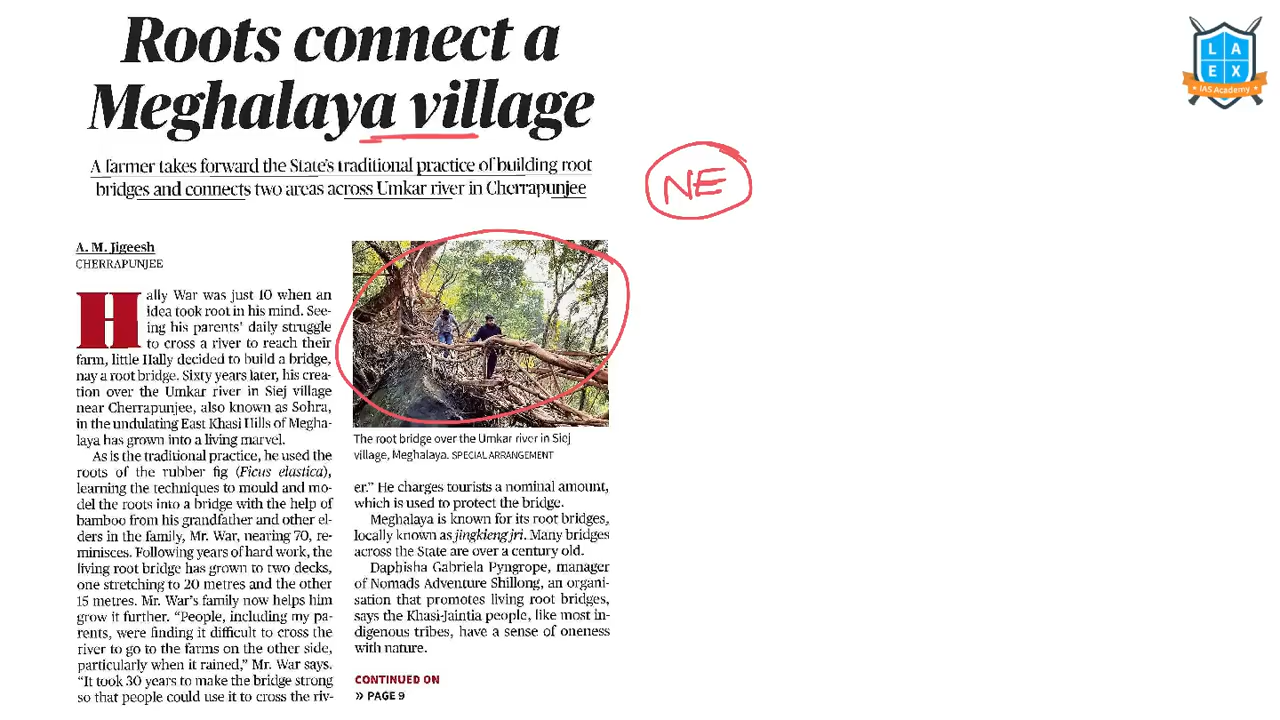 Roots connect a
Meghalaya village
A farmer takes forward the State's traditional practice of building root
bridges and connects two areas across Umkar river in Cherrapunjee
A. M. Jigeesh
CHERRAPUNJEE
Hally War was just 10 when an
idea took root in his mind. See-
ing his parents' daily struggle
to cross a river to reach their
farm, little Hally decided to build a bridge,
nay a root bridge. Sixty years later, his crea-
tion over the Umkar river in Siej village
near Cherrapunjee, also known as Sohra,
in the undulating East Khasi Hills of Megha-
laya has grown into a living marvel.
As is the traditional practice, he used the
roots of the rubber fig (Ficus elastica),
learning the techniques to mould and mo-
del the roots into a bridge with the help of
bamboo from his grandfather and other el-
ders in the family, Mr. War, nearing 70, re-
minisces. Following years of hard work, the
living root bridge has grown to two decks,
one stretching to 20 metres and the other
15 metres. Mr. War's family now helps him
grow it further. “People, including my pa-
rents, were finding it difficult to cross the
river to go to the farms on the other side,
particularly when it rained,” Mr. War says.
“It took 30 years to make the bridge strong
so that people could use it to cross the riv-
The root bridge over the Umkar river in Siej
village, Meghalaya. SPECIAL ARRANGEMENT
er.” He charges tourists a nominal amount,
which is used to protect the bridge.
Meghalaya is known for its root bridges,
locally known as jingkieng jri. Many bridges
across the State are over a century old.
Daphisha Gabriela Pyngrope, manager
of Nomads Adventure Shillong, an organi-
sation that promotes living root bridges,
says the Khasi-Jaintia people, like most in-
digenous tribes, have a sense of oneness
with nature.
CONTINUED ON
» PAGE 9
NE
L A
E X
IAS Academy